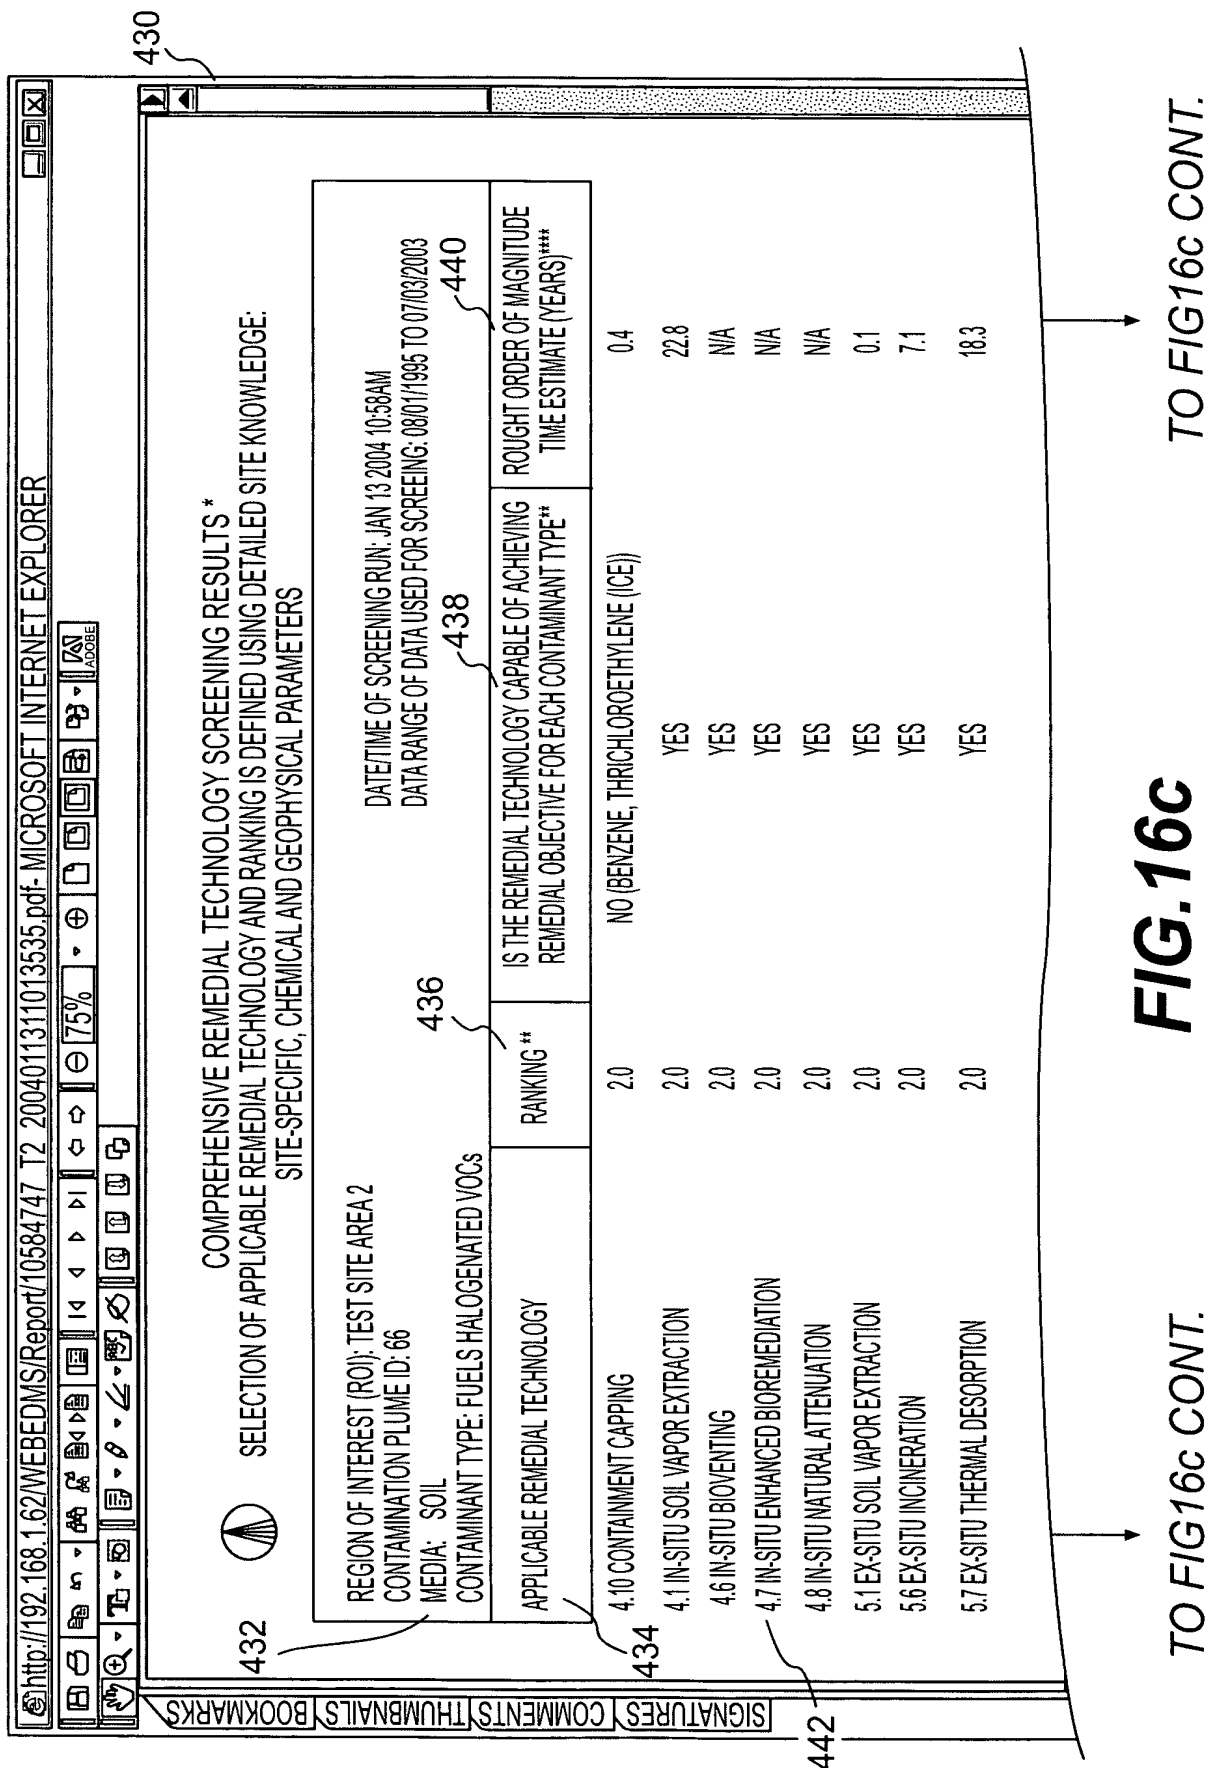 http://192.168.1.62/WEBEDMS/Report/10584747_T2_2004011311013535.pdf- MICROSOFT INTERNET EXPLORER
75%
ADOBE
430
BOOKMARKS
THUMBNAILS
COMMENTS
SIGNATURES
COMPREHENSIVE REMEDIAL TECHNOLOGY SCREENING RESULTS *
SELECTION OF APPLICABLE REMEDIAL TECHNOLOGY AND RANKING IS DEFINED USING DETAILED SITE KNOWLEDGE:
SITE-SPECIFIC, CHEMICAL AND GEOPHYSICAL PARAMETERS
432
REGION OF INTEREST (ROI): TEST SITE AREA 2
CONTAMINATION PLUME ID: 66
MEDIA: SOIL
CONTAMINANT TYPE: FUELS HALOGENATED VOCs
DATE/TIME OF SCREENING RUN: JAN 13 2004 10:58AM
DATA RANGE OF DATA USED FOR SCREEING: 08/01/1995 TO 07/03/2003
434
436
438
440
APPLICABLE REMEDIAL TECHNOLOGY
RANKING **
IS THE REMEDIAL TECHNOLOGY CAPABLE OF ACHIEVING
REMEDIAL OBJECTIVE FOR EACH CONTAMINANT TYPE**
ROUGHT ORDER OF MAGNITUDE
TIME ESTIMATE (YEARS)****
4.10 CONTAINMENT CAPPING 2.0 NO (BENZENE, THRICHLOROETHYLENE (ICE)) 0.4
4.1 IN-SITU SOIL VAPOR EXTRACTION 2.0 YES 22.8
4.6 IN-SITU BIOVENTING 2.0 YES N/A
4.7 IN-SITU ENHANCED BIOREMEDIATION 2.0 YES N/A
4.8 IN-SITU NATURAL ATTENUATION 2.0 YES N/A
5.1 EX-SITU SOIL VAPOR EXTRACTION 2.0 YES 0.1
5.6 EX-SITU INCINERATION 2.0 YES 7.1
5.7 EX-SITU THERMAL DESORPTION 2.0 YES 18.3
442
TO FIG16c CONT.
TO FIG16c CONT.
FIG.16c